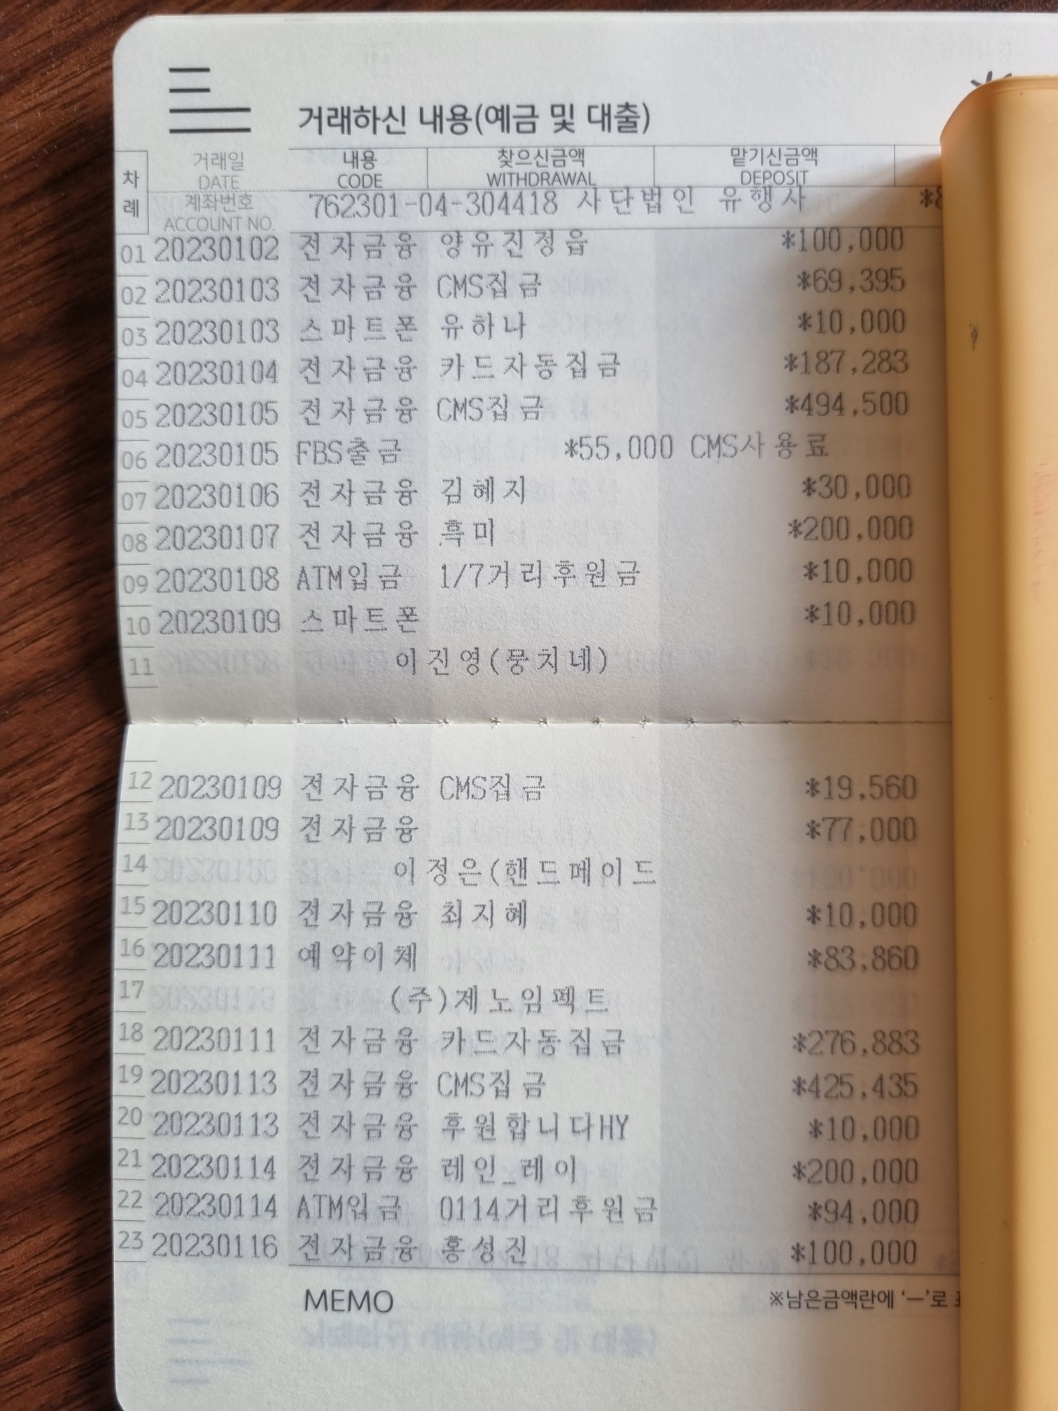 거래하신 내용(예금 및 대출)
차례 거래일 DATE 내용 CODE 찾으신금액 WITHDRAWAL 맡기신금액 DEPOSIT
계좌번호 ACCOUNT NO. 762301-04-304418 사단법인 유행사
01 20230102 전자금융 양유진정읍 *100,000
02 20230103 전자금융 CMS집금 *69,395
03 20230103 스마트폰 유하나 *10,000
04 20230104 전자금융 카드자동집금 *187,283
05 20230105 전자금융 CMS집금 *494,500
06 20230105 FBS출금 *55,000 CMS사용료
07 20230106 전자금융 김혜지 *30,000
08 20230107 전자금융 흑미 *200,000
09 20230108 ATM입금 1/7거리후원금 *10,000
10 20230109 스마트폰 *10,000
11 이진영(뭉치네)
12 20230109 전자금융 CMS집금 *19,560
13 20230109 전자금융 *77,000
14 이정은(핸드메이드
15 20230110 전자금융 최지혜 *10,000
16 20230111 예약이체 *83,860
17 (주)제노임펙트
18 20230111 전자금융 카드자동집금 *276,883
19 20230113 전자금융 CMS집금 *425,435
20 20230113 전자금융 후원합니다HY *10,000
21 20230114 전자금융 레인_레이 *200,000
22 20230114 ATM입금 0114거리후원금 *94,000
23 20230116 전자금융 홍성진 *100,000
MEMO ※남은금액란에 '—'로